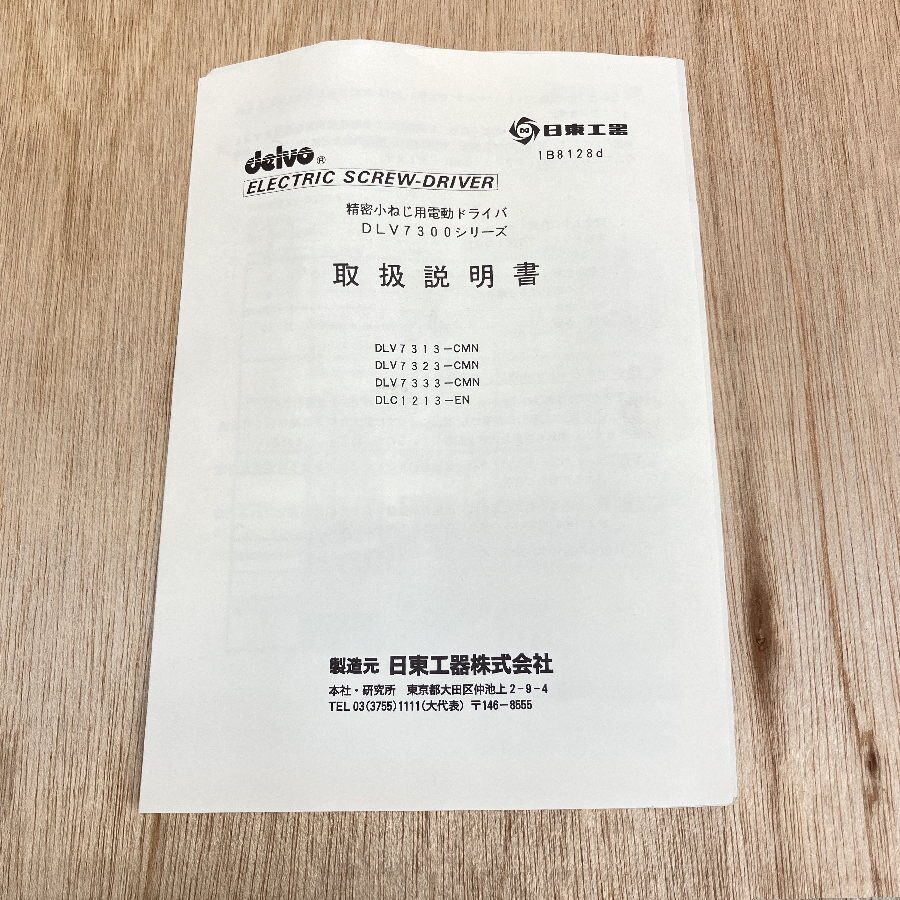 日東工器
1B8128d
delvo®
ELECTRIC SCREW-DRIVER
精密小ねじ用電動ドライバ
DLV7300シリーズ
取扱説明書
DLV7313-CMN
DLV7323-CMN
DLV7333-CMN
DLC1213-EN
製造元 日東工器株式会社
本社・研究所 東京都大田区仲池上2-9-4
TEL 03(3755)1111(大代表) 〒146-8555